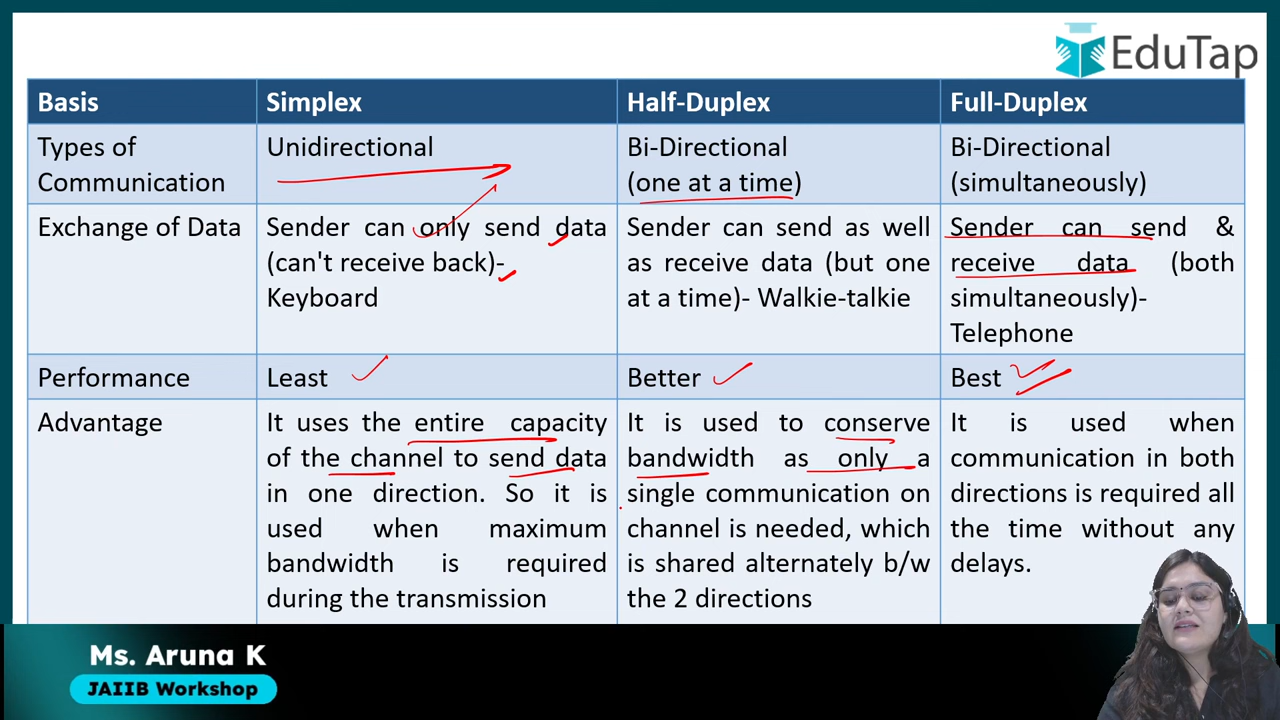 EduTap
Basis Simplex Half-Duplex Full-Duplex
Types of
Communication
Unidirectional
Bi-Directional
(one at a time)
Bi-Directional
(simultaneously)
Exchange of Data
Sender can only send data
(can't receive back)-
Keyboard
Sender can send as well
as receive data (but one
at a time)- Walkie-talkie
Sender can send &
receive data (both
simultaneously)-
Telephone
Performance Least Better Best
Advantage
It uses the entire capacity
of the channel to send data
in one direction. So it is
used when maximum
bandwidth is required
during the transmission
It is used to conserve
bandwidth as only a
single communication on
channel is needed, which
is shared alternately b/w
the 2 directions
It is used when
communication in both
directions is required all
the time without any
delays.
Ms. Aruna K
JAIIB Workshop